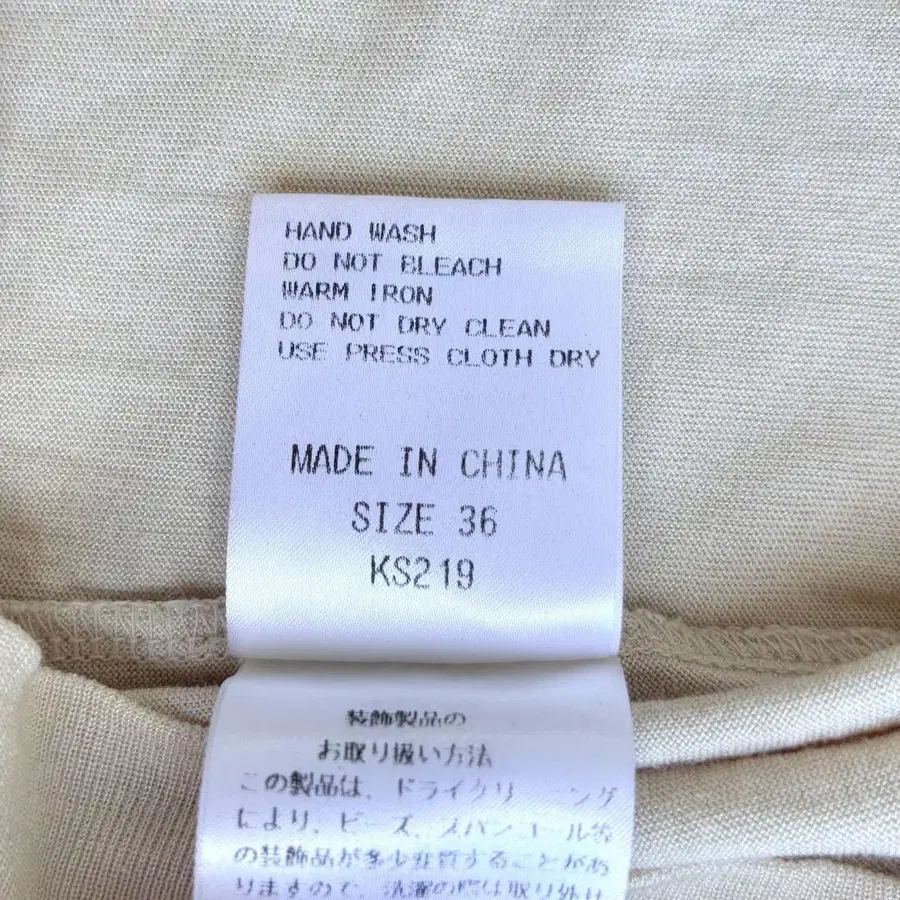 HAND WASH
DO NOT BLEACH
WARM IRON
DO NOT DRY CLEAN
USE PRESS CLOTH DRY
MADE IN CHINA
SIZE 36
KS219
装飾製品の
お取り扱い方法
この製品は、ドライクリーニング
により、ビーズ、スパンコール等
の装飾品が多少変質することがあ
りますので、洗濯の際は取り外せ